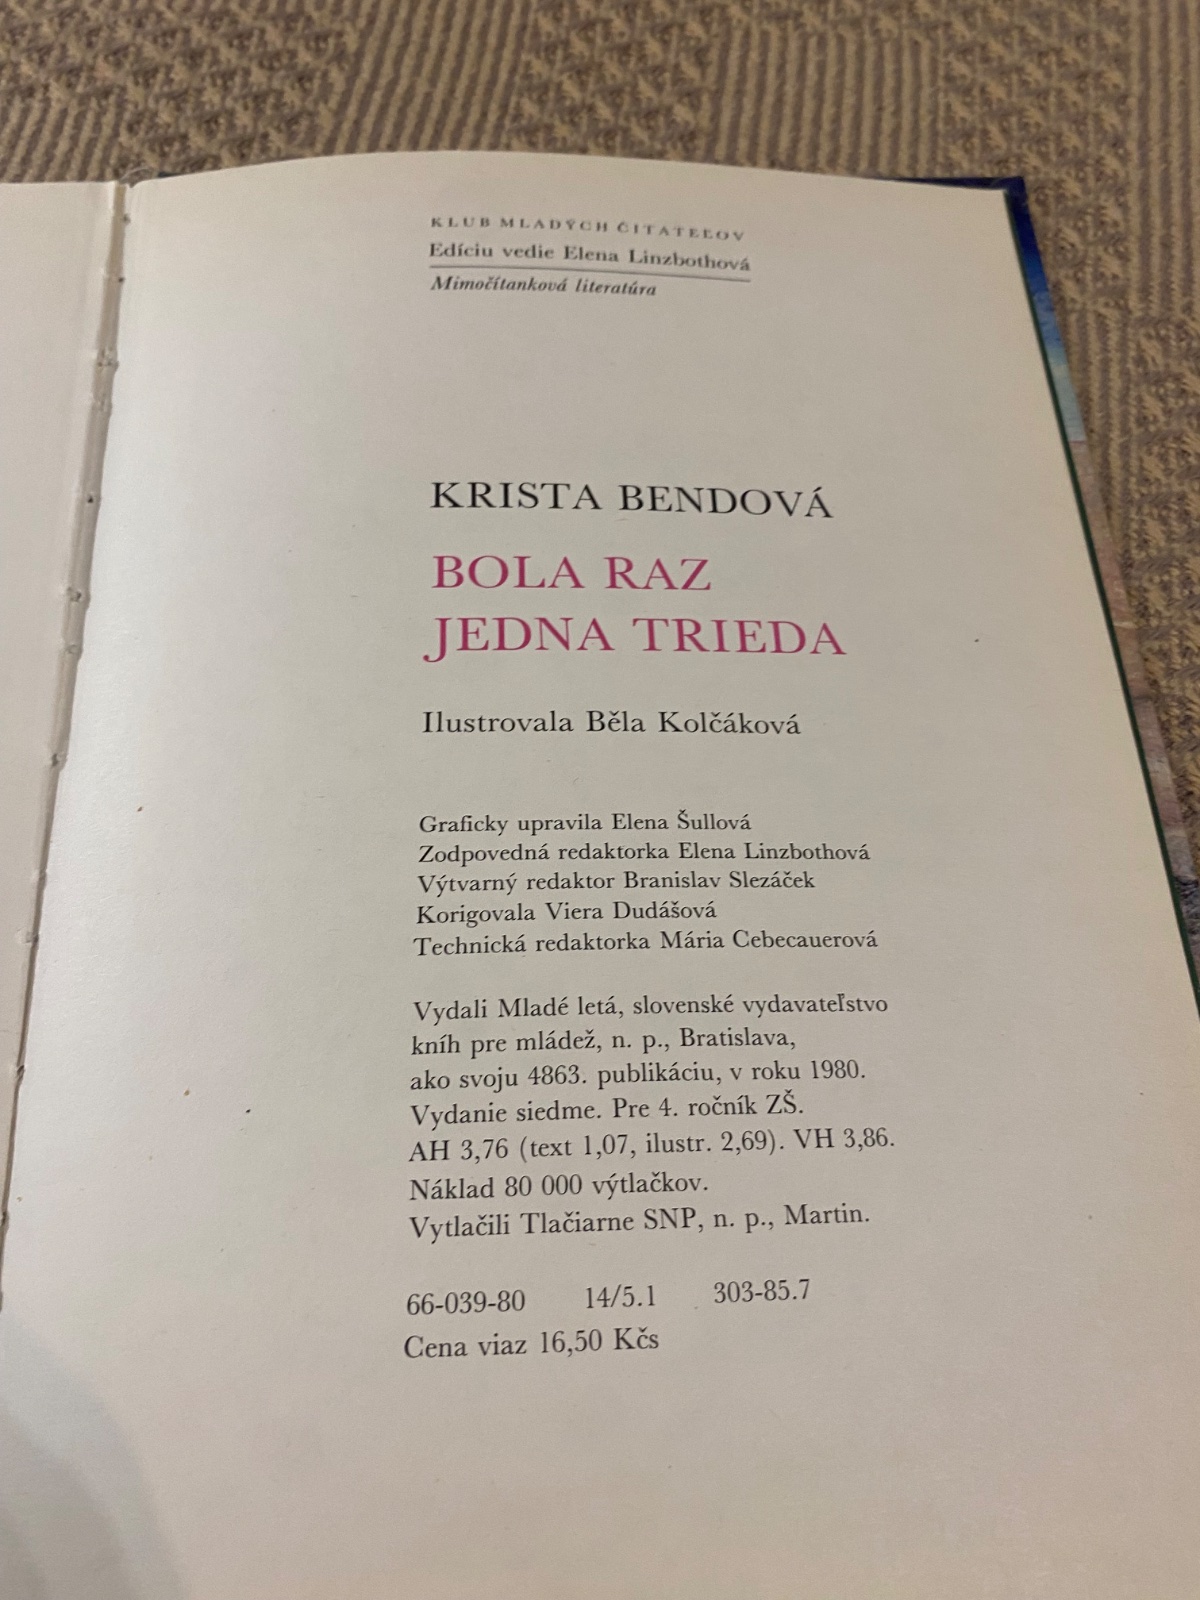 KLUB MLADÝCH ČITATEĽOV
Edíciu vedie Elena Linzbothová
Mimočítanková literatúra
KRISTA BENDOVÁ
BOLA RAZ
JEDNA TRIEDA
Ilustrovala Běla Kolčáková
Graficky upravila Elena Šullová
Zodpovedná redaktorka Elena Linzbothová
Výtvarný redaktor Branislav Slezáček
Korigovala Viera Dudášová
Technická redaktorka Mária Cebecauerová
Vydali Mladé letá, slovenské vydavateľstvo
kníh pre mládež, n. p., Bratislava,
ako svoju 4863. publikáciu, v roku 1980.
Vydanie siedme. Pre 4. ročník ZŠ.
AH 3,76 (text 1,07, ilustr. 2,69). VH 3,86.
Náklad 80 000 výtlačkov.
Vytlačili Tlačiarne SNP, n. p., Martin.
66-039-80 14/5.1 303-85.7
Cena viaz 16,50 Kčs